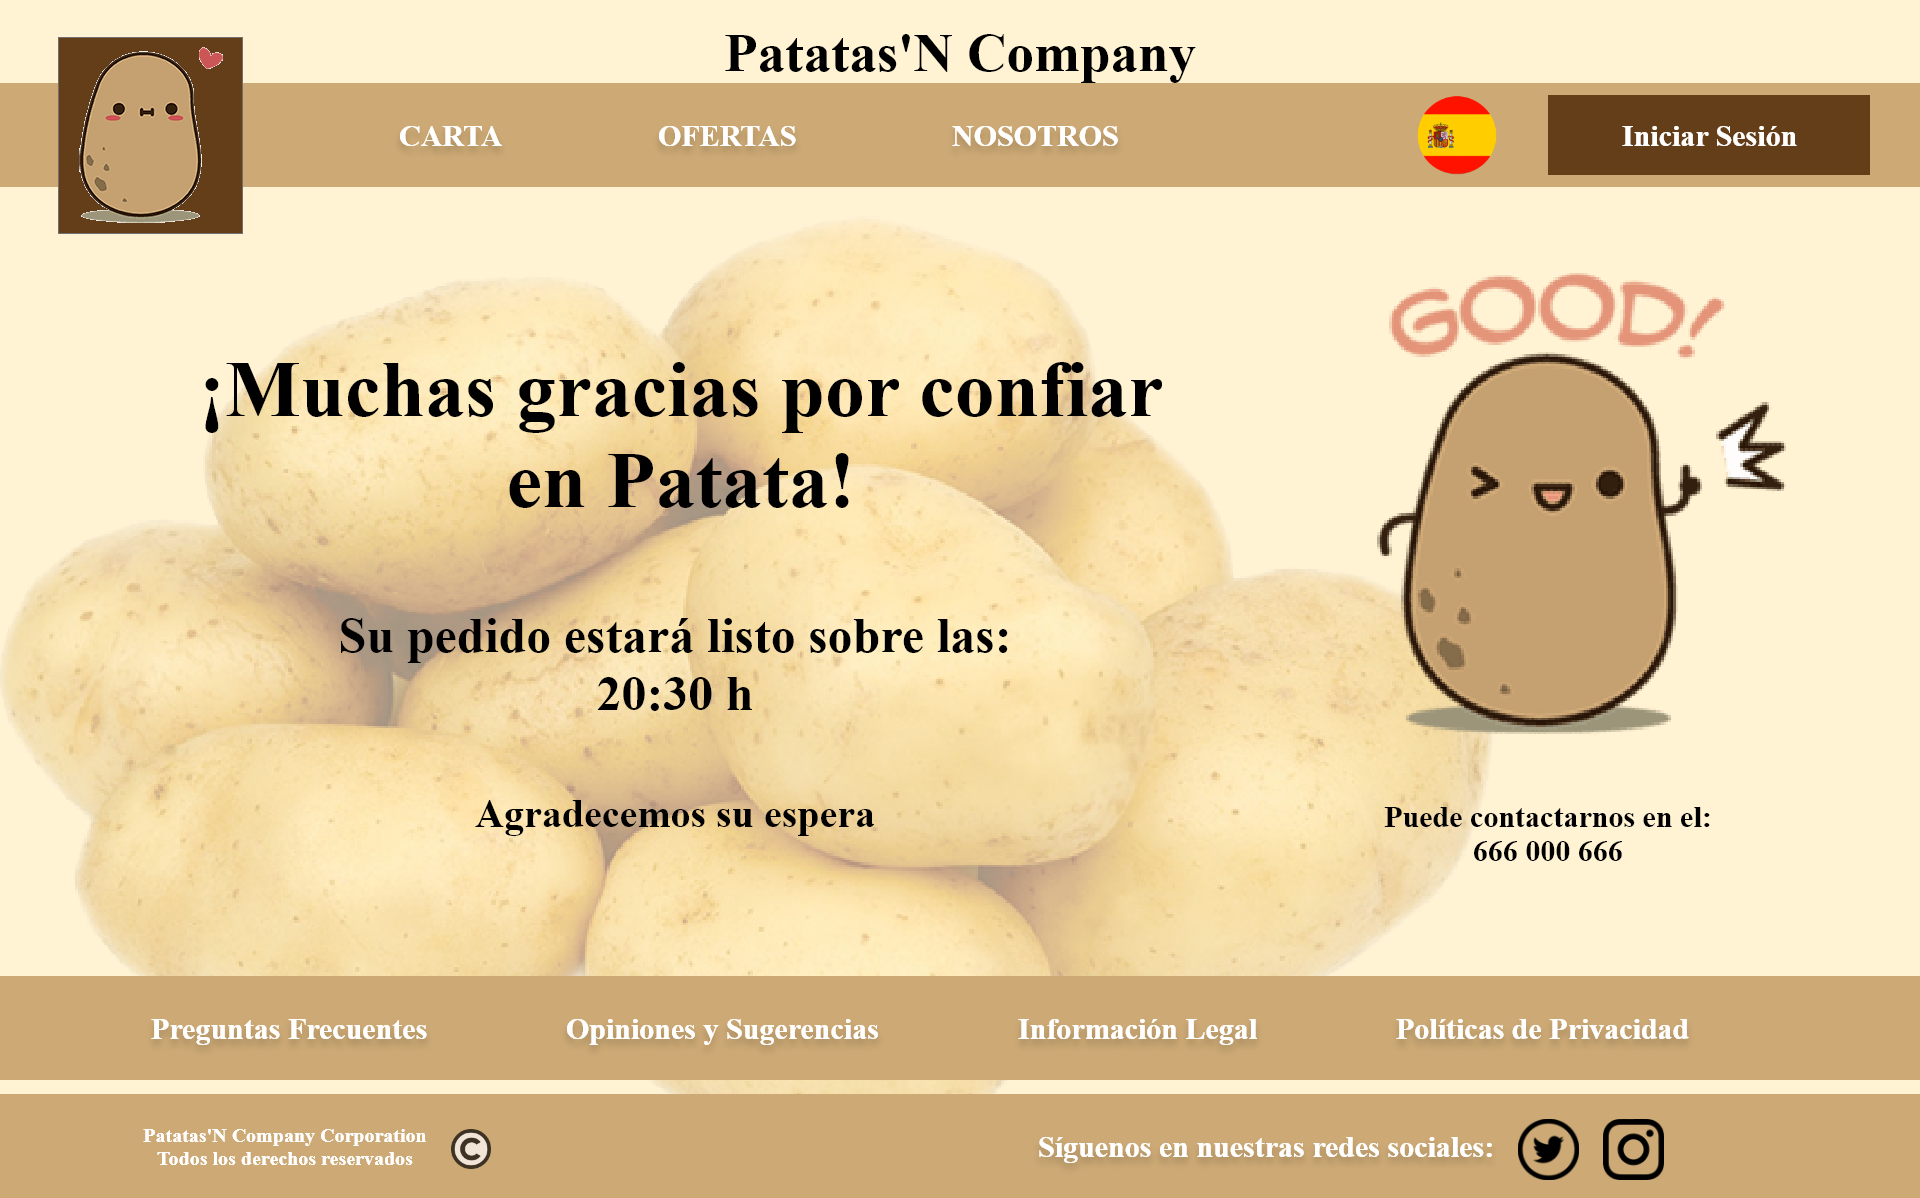 Patatas'N Company
CARTA
OFERTAS
NOSOTROS
Iniciar Sesión
GOOD!
¡Muchas gracias por confiar
en Patata!
Su pedido estará listo sobre las:
20:30 h
Agradecemos su espera
Puede contactarnos en el:
666 000 666
Preguntas Frecuentes
Opiniones y Sugerencias
Información Legal
Políticas de Privacidad
Patatas'N Company Corporation
Todos los derechos reservados
©
Síguenos en nuestras redes sociales: